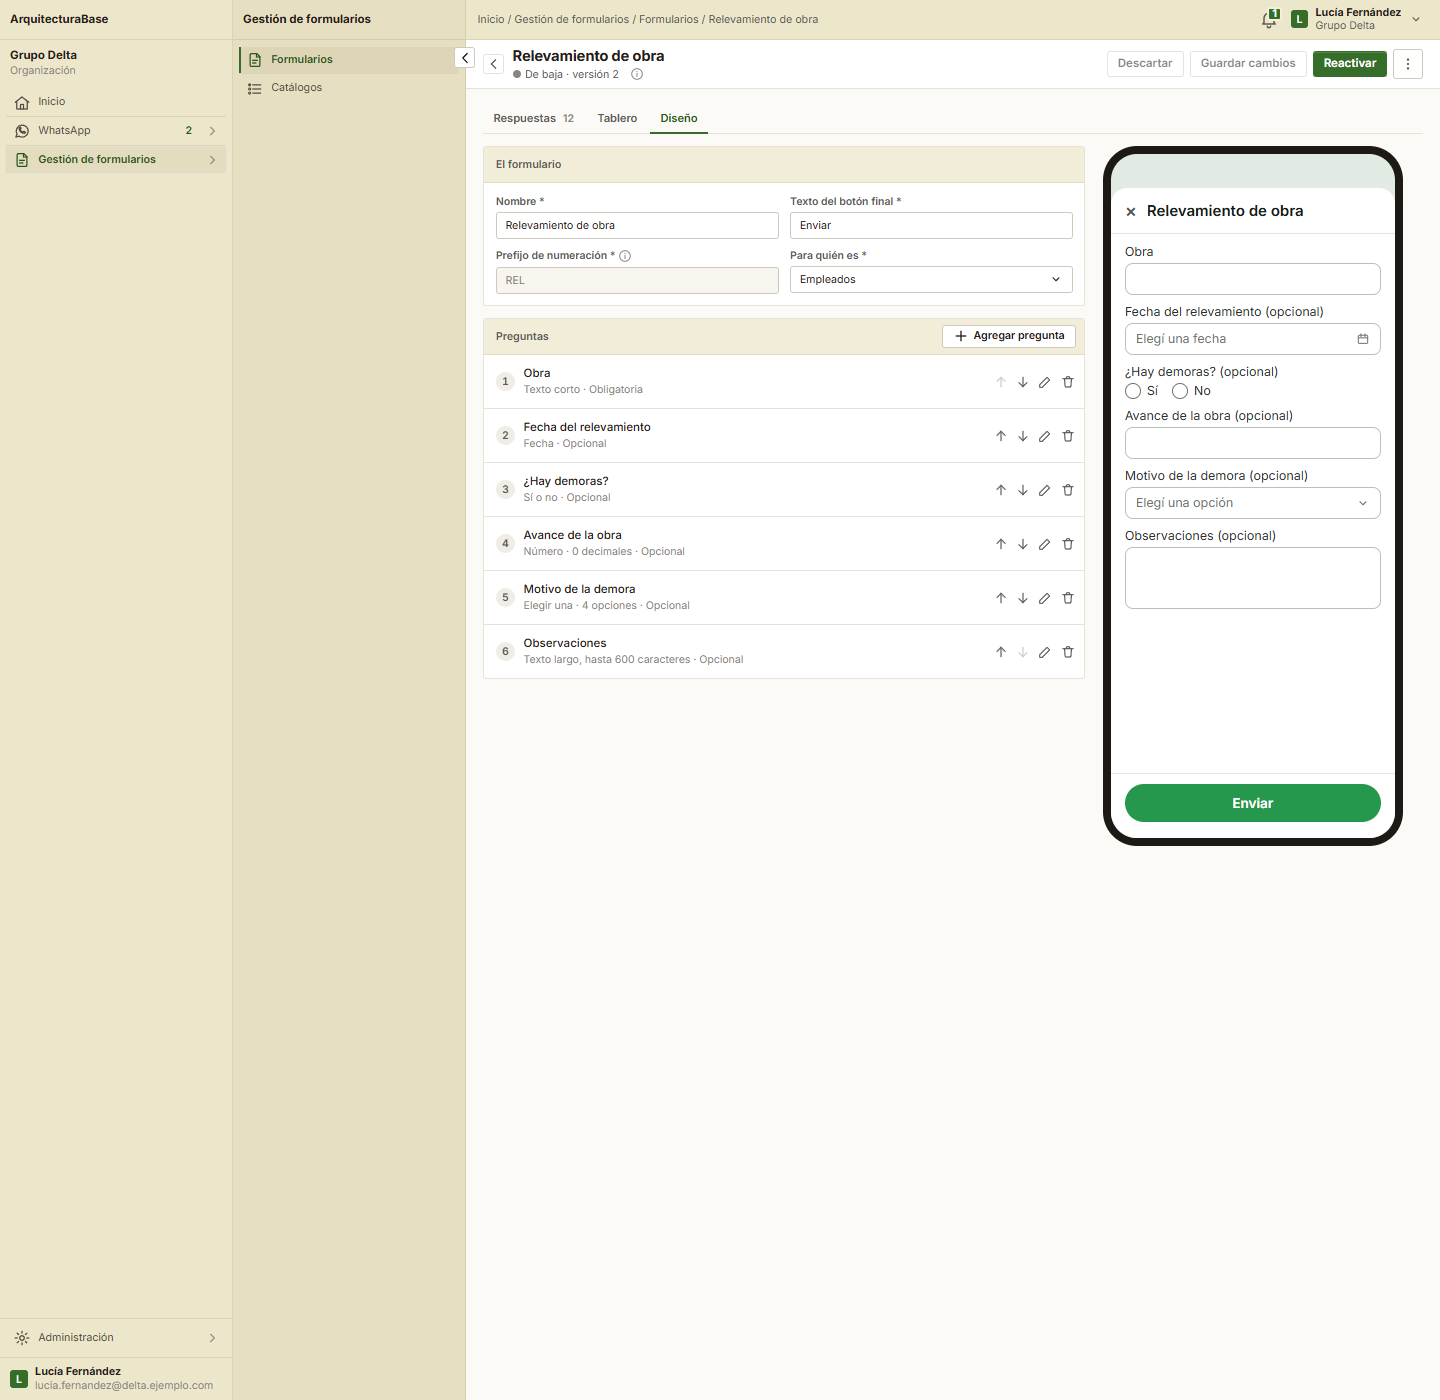 ArquitecturaBase
Grupo Delta
Organización
Inicio
WhatsApp 2
Gestión de formularios
Administración
L Lucía Fernández
lucia.fernandez@delta.ejemplo.com
Gestión de formularios
Formularios
Catálogos
Inicio / Gestión de formularios / Formularios / Relevamiento de obra
1
L Lucía Fernández
Grupo Delta
Relevamiento de obra
De baja · versión 2
Descartar
Guardar cambios
Reactivar
Respuestas 12
Tablero
Diseño
El formulario
Nombre *
Relevamiento de obra
Texto del botón final *
Enviar
Prefijo de numeración *
REL
Para quién es *
Empleados
Preguntas
Agregar pregunta
1 Obra
Texto corto · Obligatoria
2 Fecha del relevamiento
Fecha · Opcional
3 ¿Hay demoras?
Sí o no · Opcional
4 Avance de la obra
Número · 0 decimales · Opcional
5 Motivo de la demora
Elegir una · 4 opciones · Opcional
6 Observaciones
Texto largo, hasta 600 caracteres · Opcional
Relevamiento de obra
Obra
Fecha del relevamiento (opcional)
Elegí una fecha
¿Hay demoras? (opcional)
Sí No
Avance de la obra (opcional)
Motivo de la demora (opcional)
Elegí una opción
Observaciones (opcional)
Enviar